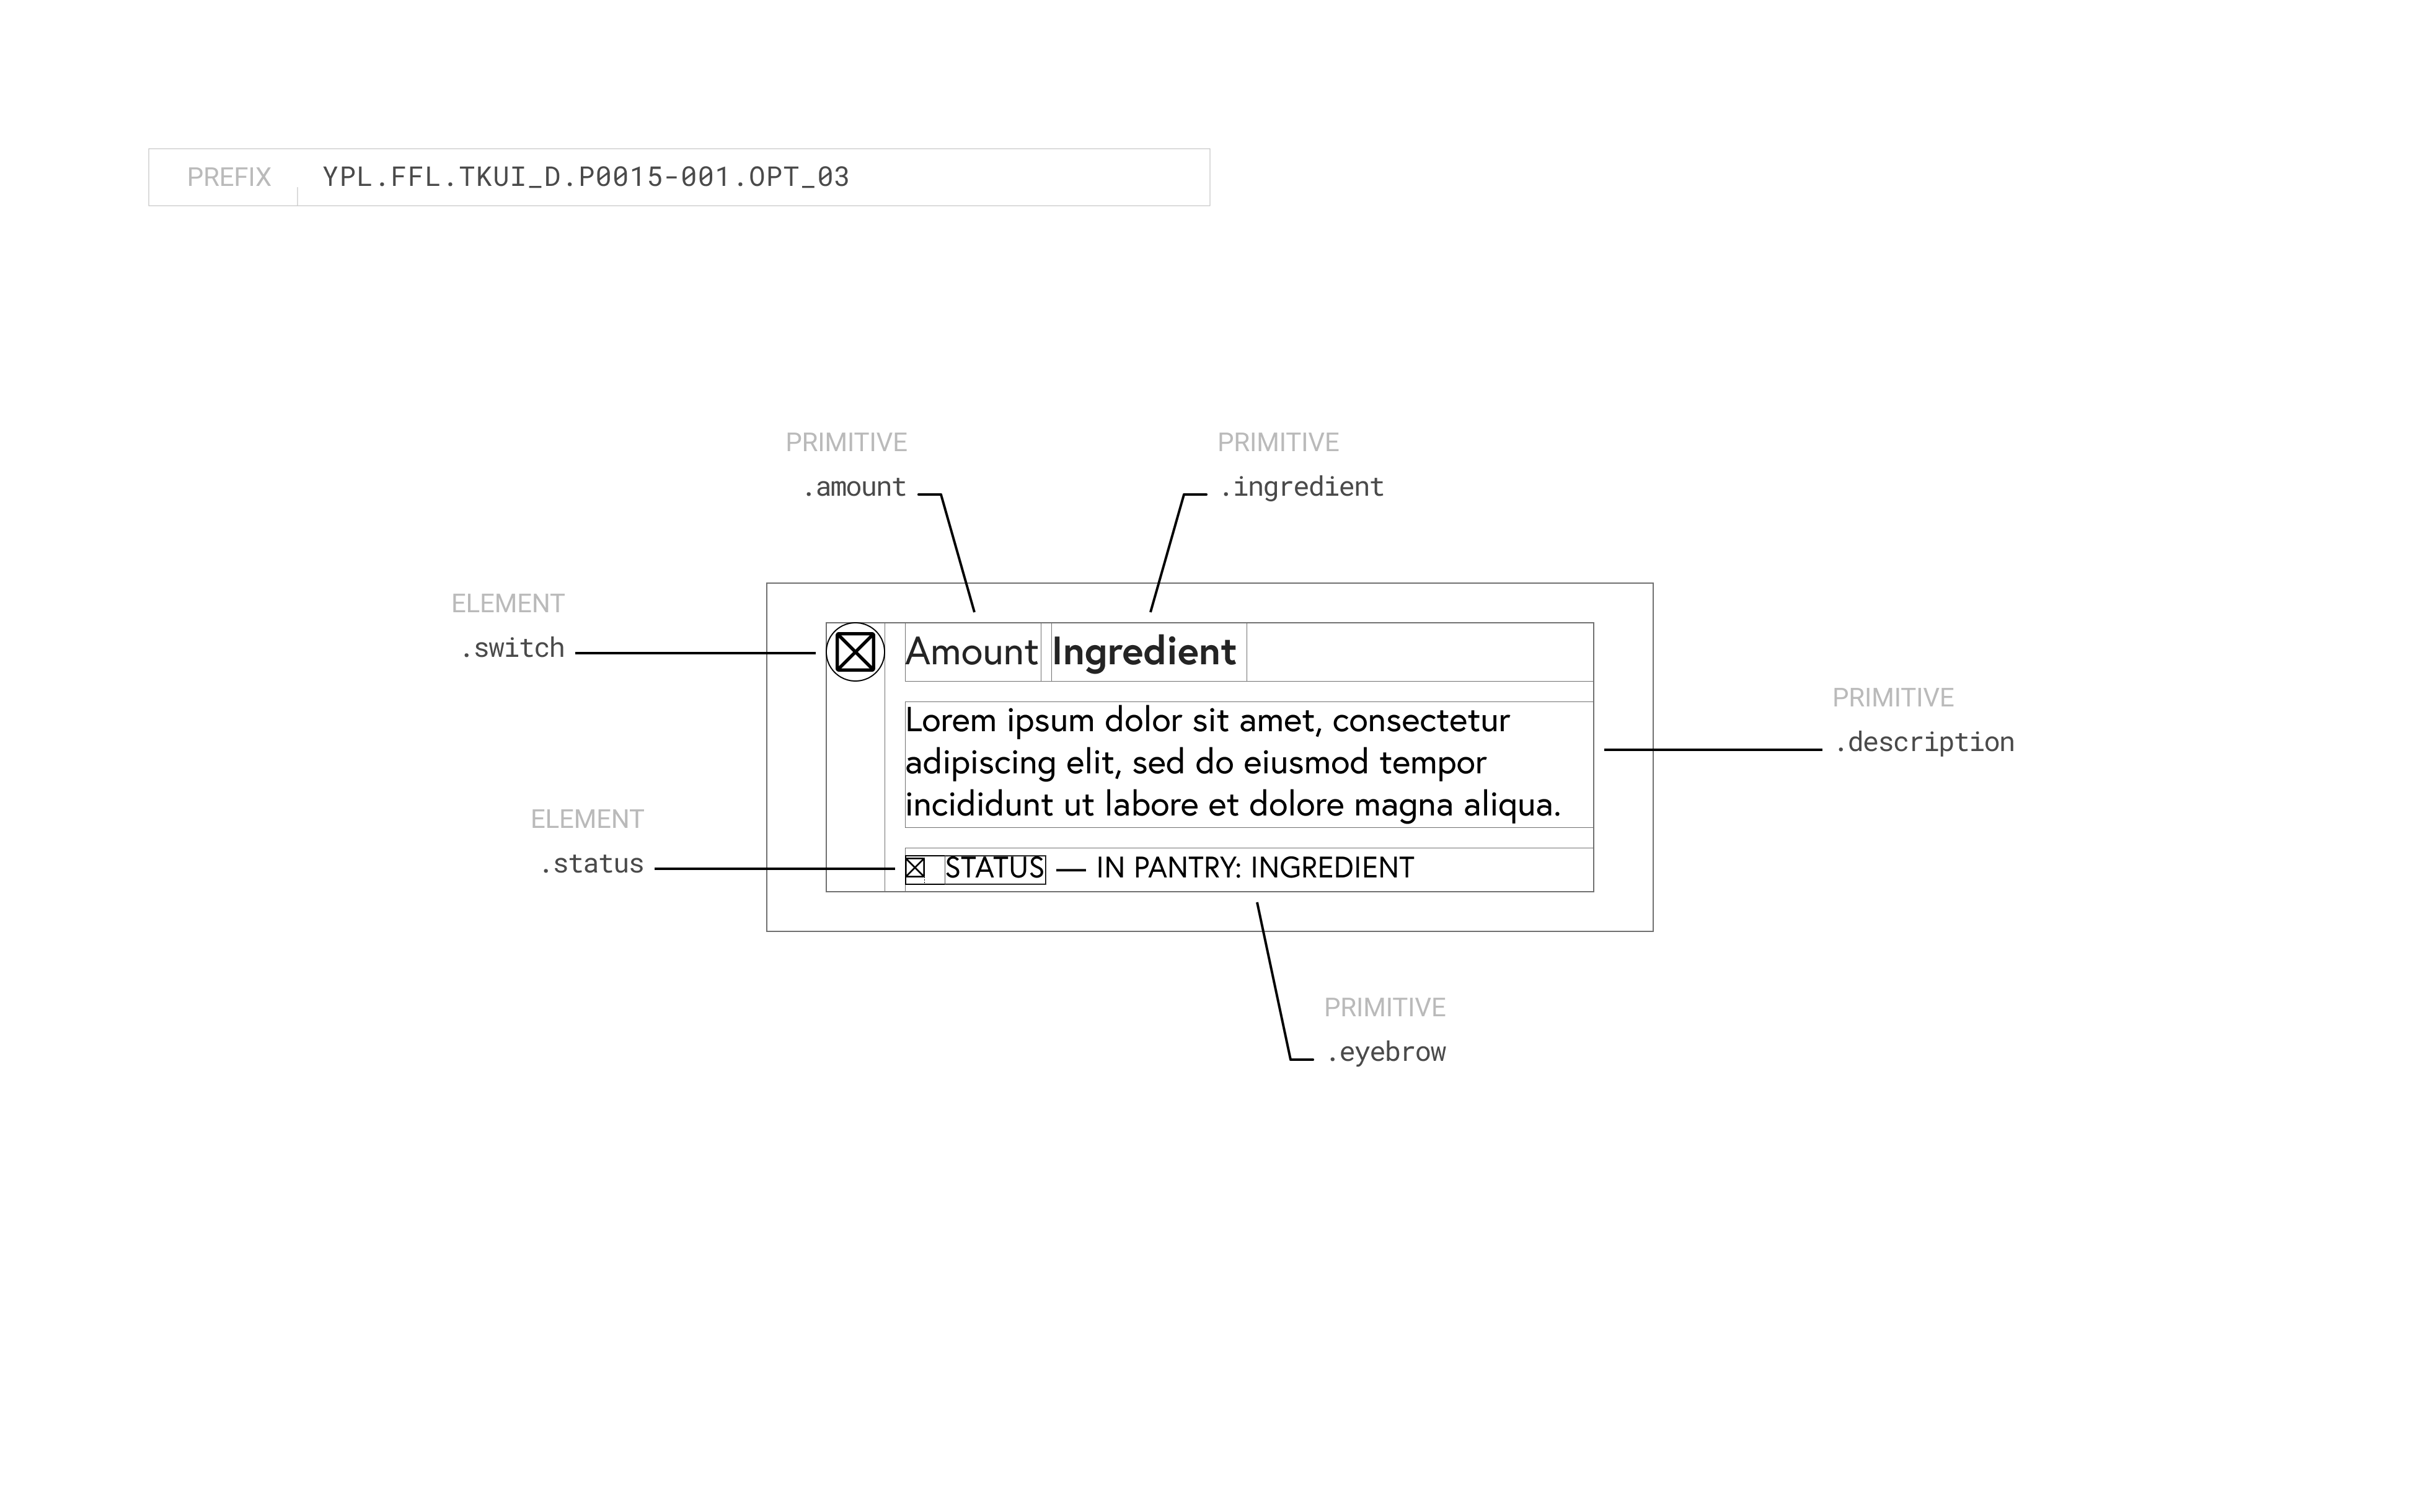 PREFIX YPL.FFL.TKUI_D.P0015-001.OPT_03
PRIMITIVE
.amount
PRIMITIVE
.ingredient
ELEMENT
.switch
Amount Ingredient
Lorem ipsum dolor sit amet, consectetur
adipiscing elit, sed do eiusmod tempor
incididunt ut labore et dolore magna aliqua.
PRIMITIVE
.description
ELEMENT
.status
STATUS — IN PANTRY: INGREDIENT
PRIMITIVE
.eyebrow